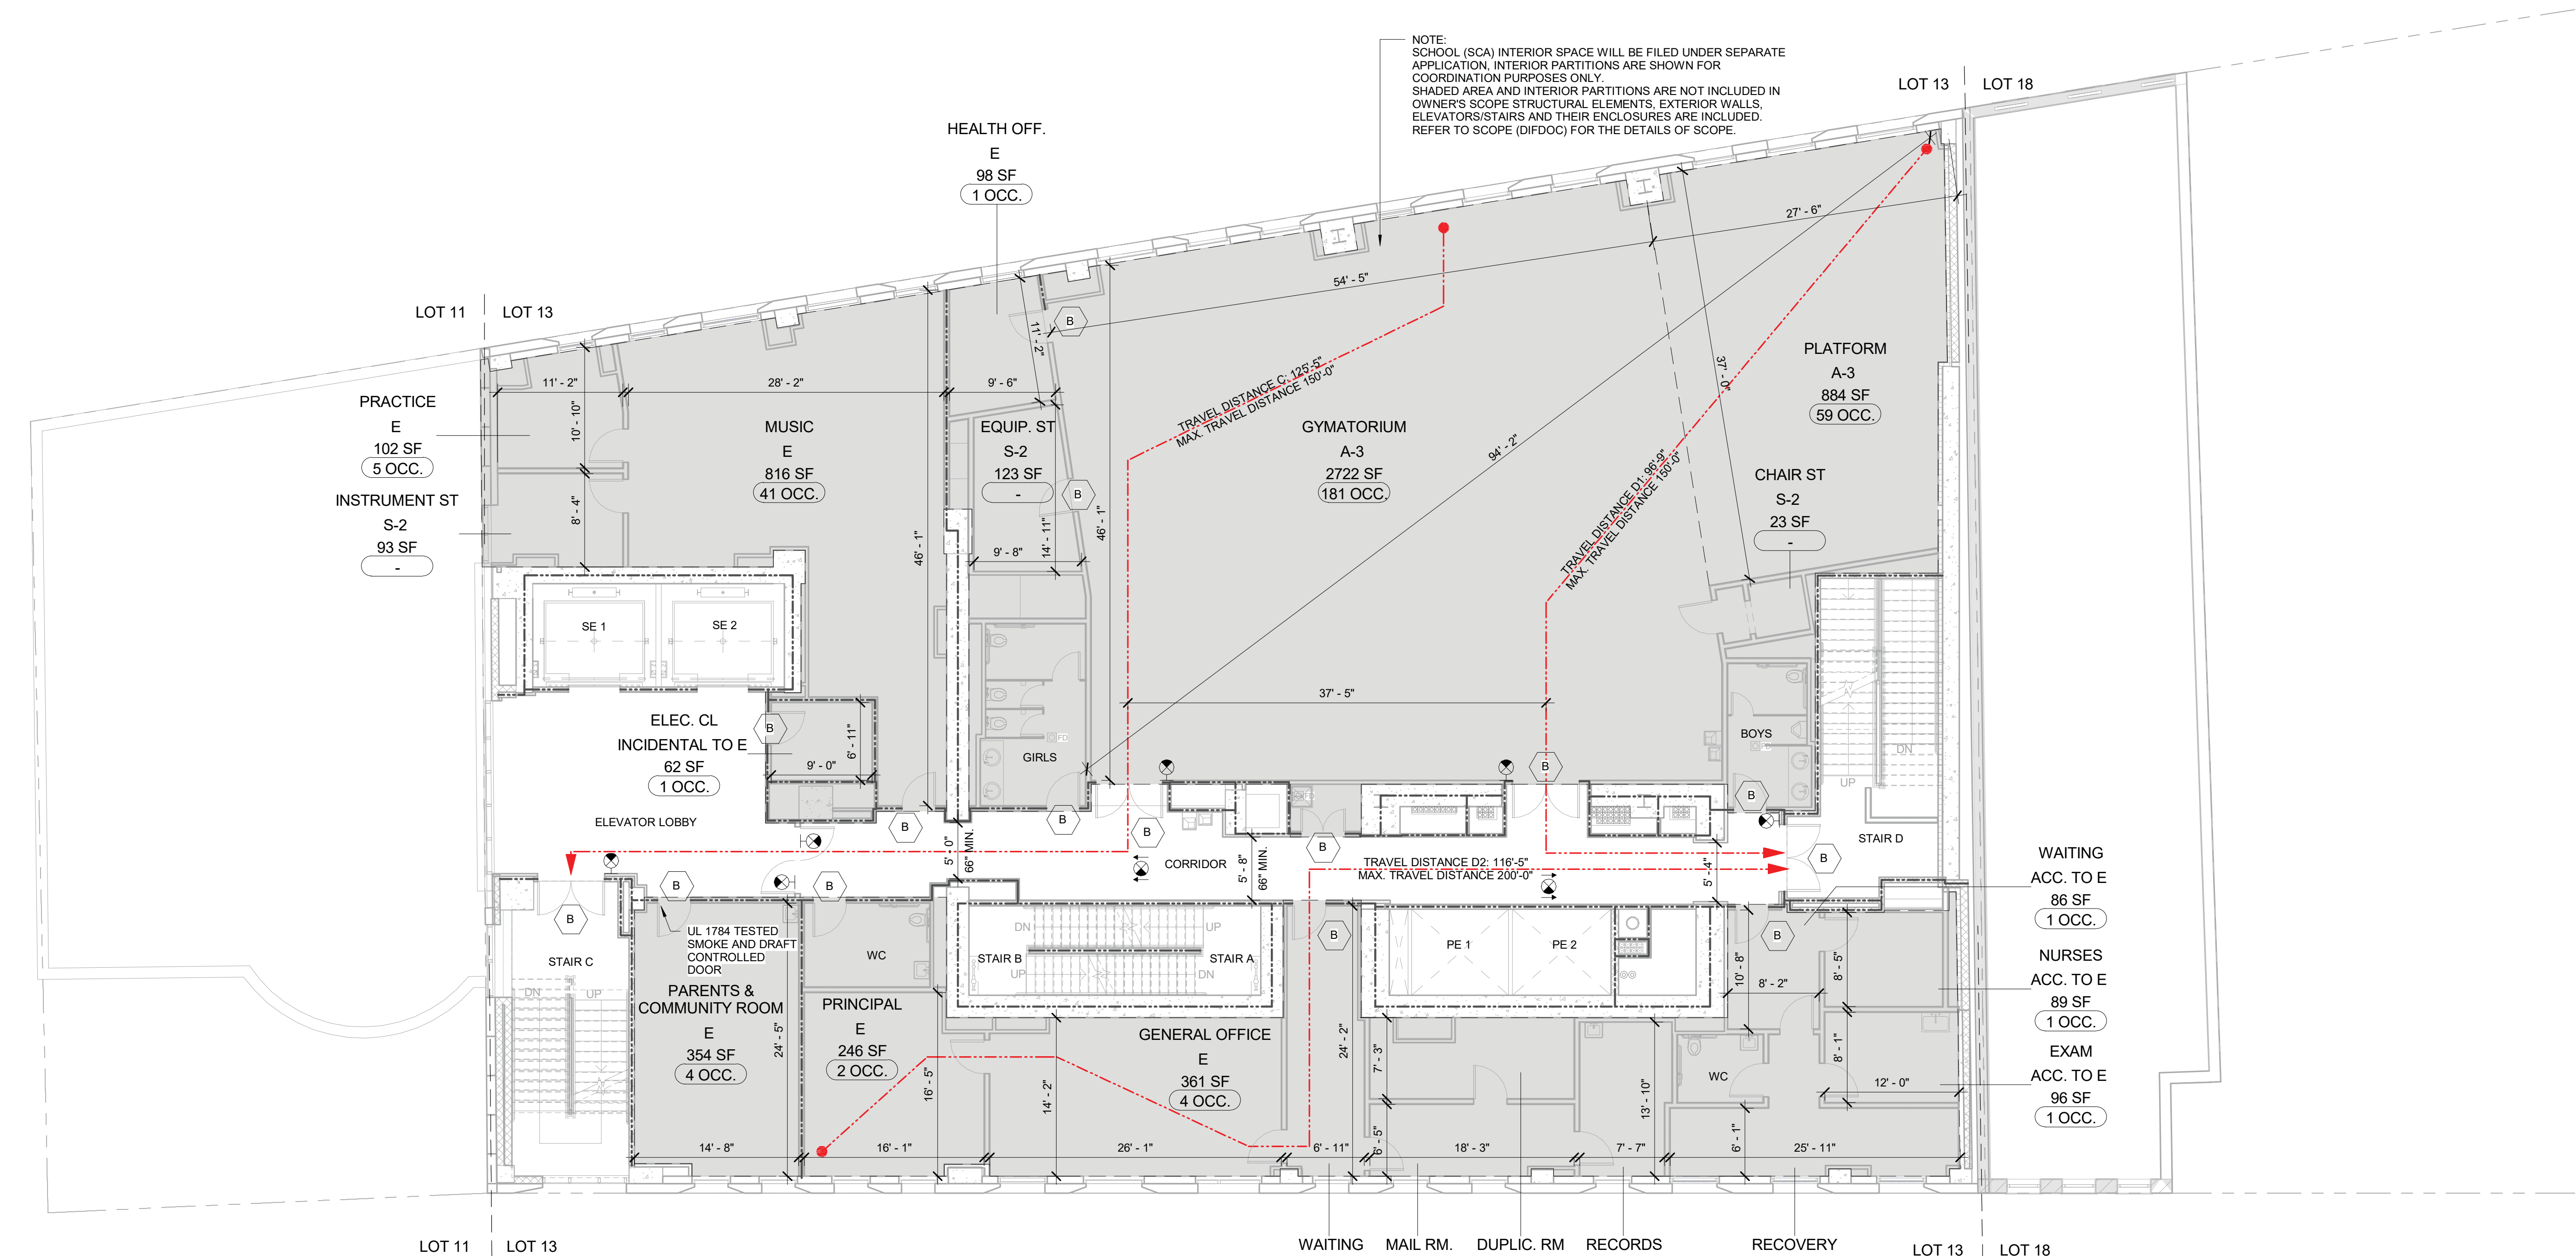 NOTE:
SCHOOL (SCA) INTERIOR SPACE WILL BE FILED UNDER SEPARATE
APPLICATION, INTERIOR PARTITIONS ARE SHOWN FOR
COORDINATION PURPOSES ONLY.
SHADED AREA AND INTERIOR PARTITIONS ARE NOT INCLUDED IN
OWNER'S SCOPE STRUCTURAL ELEMENTS, EXTERIOR WALLS,
ELEVATORS/STAIRS AND THEIR ENCLOSURES ARE INCLUDED.
REFER TO SCOPE (DIFDOC) FOR THE DETAILS OF SCOPE.
LOT 13
LOT 18
HEALTH OFF.
E
98 SF
1 OCC.
27' - 6"
54' - 5"
LOT 11
LOT 13
B
11' - 2"
TRAVEL DISTANCE C: 125'-5"
MAX. TRAVEL DISTANCE 150'-0"
37' - 0"
PLATFORM
A-3
884 SF
59 OCC.
11' - 2"
28' - 2"
9' - 6"
PRACTICE
E
102 SF
5 OCC.
10' - 10"
MUSIC
E
816 SF
41 OCC.
EQUIP. ST
S-2
123 SF
-
B
GYMATORIUM
A-3
2722 SF
181 OCC.
94' - 2"
TRAVEL DISTANCE D1: 96'-9"
MAX. TRAVEL DISTANCE 150'-0"
CHAIR ST
S-2
23 SF
-
INSTRUMENT ST
S-2
93 SF
-
8' - 4"
46' - 1"
9' - 8"
14' - 11"
46' - 1"
SE 1
SE 2
37' - 5"
ELEC. CL
INCIDENTAL TO E
62 SF
1 OCC.
B
6' - 11"
9' - 0"
FD
GIRLS
BOYS
DN
UP
B
B
ELEVATOR LOBBY
B
B
B
5' - 0"
66" MIN.
CORRIDOR
5' - 8"
66" MIN.
B
TRAVEL DISTANCE D2: 116'-5"
MAX. TRAVEL DISTANCE 200'-0"
5' - 4"
STAIR D
B
WAITING
ACC. TO E
86 SF
1 OCC.
B
B
B
UL 1784 TESTED
SMOKE AND DRAFT
CONTROLLED
DOOR
WC
DN
UP
STAIR B
STAIR A
UP
DN
B
PE 1
PE 2
B
10' - 8"
8' - 5"
8' - 2"
NURSES
ACC. TO E
89 SF
1 OCC.
STAIR C
DN
UP
PARENTS &
COMMUNITY ROOM
E
354 SF
4 OCC.
24' - 5"
PRINCIPAL
E
246 SF
2 OCC.
16' - 5"
14' - 2"
GENERAL OFFICE
E
361 SF
4 OCC.
24' - 2"
7' - 3"
6' - 5"
13' - 10"
WC
8' - 1"
12' - 0"
6' - 1"
EXAM
ACC. TO E
96 SF
1 OCC.
14' - 8"
16' - 1"
26' - 1"
6' - 11"
18' - 3"
7' - 7"
25' - 11"
LOT 11
LOT 13
WAITING
MAIL RM.
DUPLIC. RM
RECORDS
RECOVERY
LOT 13
LOT 18